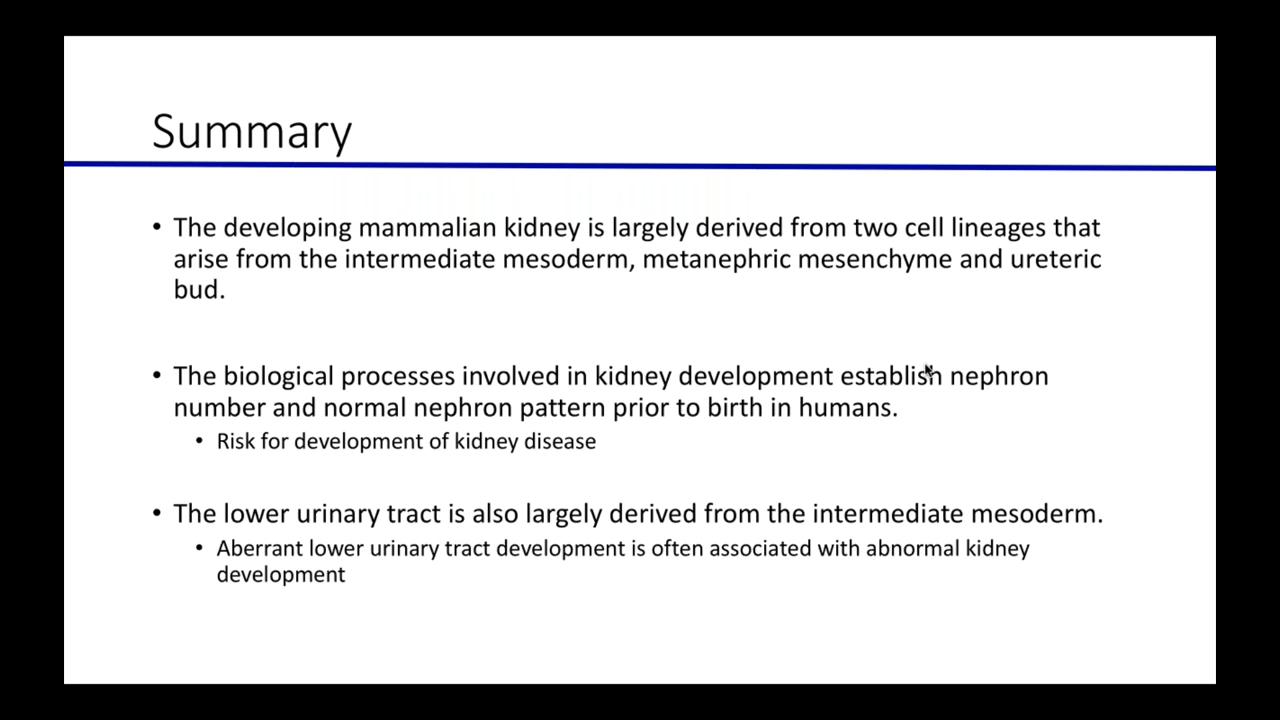 Summary
• The developing mammalian kidney is largely derived from two cell lineages that
arise from the intermediate mesoderm, metanephric mesenchyme and ureteric
bud.
• The biological processes involved in kidney development establish nephron
number and normal nephron pattern prior to birth in humans.
• Risk for development of kidney disease
• The lower urinary tract is also largely derived from the intermediate mesoderm.
• Aberrant lower urinary tract development is often associated with abnormal kidney
development